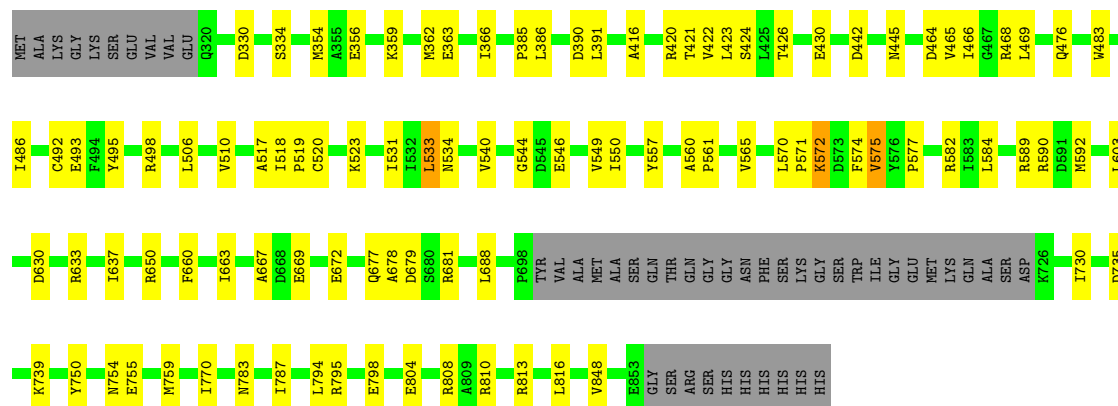 MET ALA LYS GLY LYS SER GLU VAL VAL GLU Q320 D330 S334 M354 A355 E356 K359 M362 E363 I366 P385 L386 D390 L391 A416 R420 T421 V422 L423 S424 L425 T426 E430 D442 N445 D464 V465 I466 G467 R468 L469 Q476 W483
I486 C492 E493 F494 Y495 R498 L506 V510 A517 I518 P519 C520 K523 I531 I532 L533 N534 V540 G544 D545 E546 V549 I550 Y557 A560 P561 V565 L570 P571 K572 D573 F574 V575 Y576 P577 R582 I583 L584 R589 R590 D591 M592
D630 R633 I637 R650 F660 I663 A667 D668 E669 E672 Q677 A678 D679 S680 R681 L688 P698 TYR VAL ALA MET ALA SER GLN THR GLN GLY GLY ASN PHE SER LYS GLY SER TRP ILE GLY GLU MET LYS GLN ALA SER ASP K726 I730 D735
K739 Y750 N754 E755 M759 I770 N783 I787 L794 R795 E798 E804 R808 A809 R810 R813 L816 V848 E853 GLY SER ARG SER HIS HIS HIS HIS HIS HIS